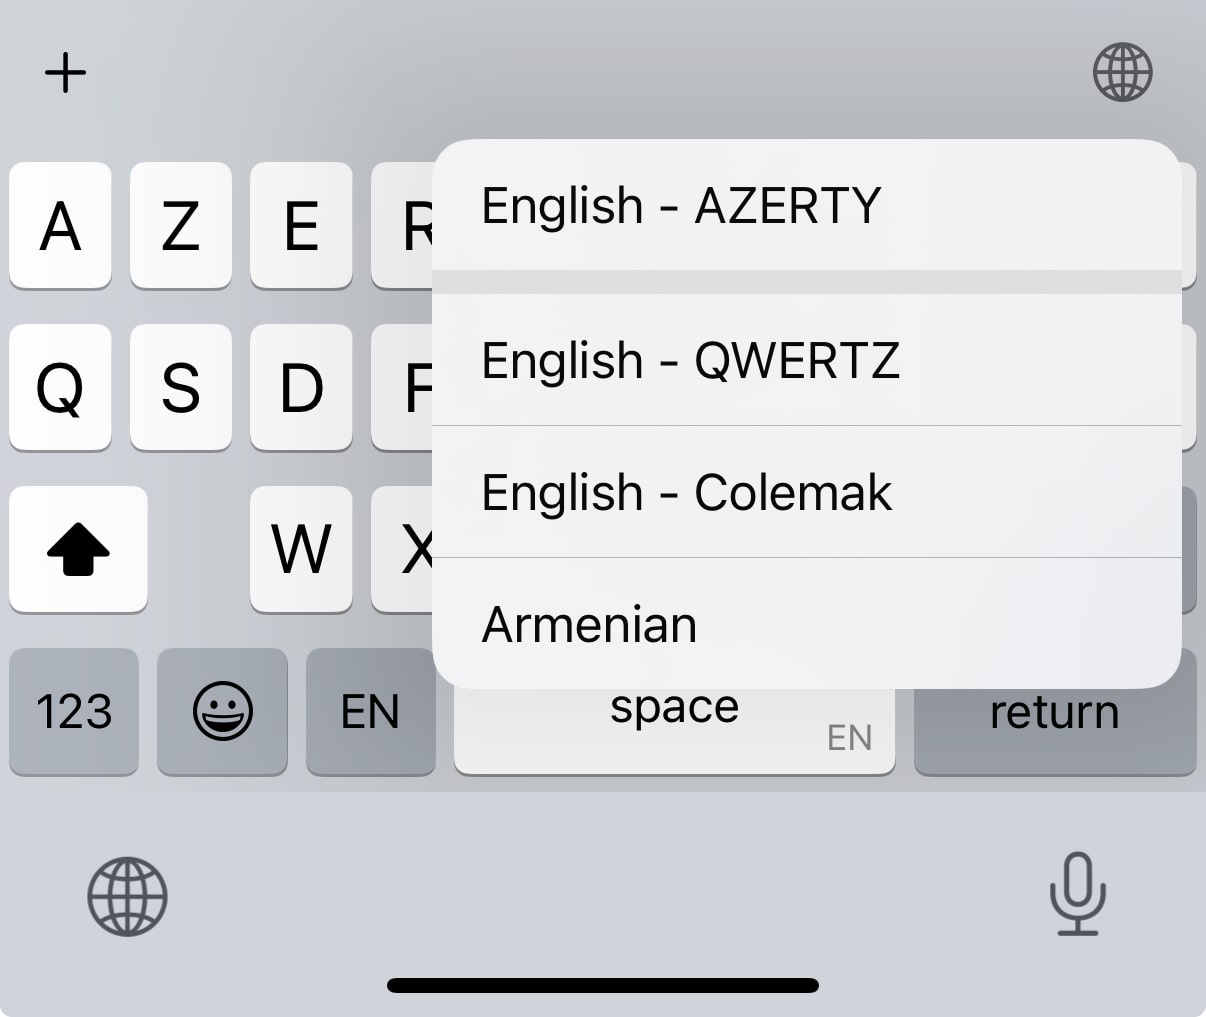 A Z E R
English - AZERTY
Q S D F
English - QWERTZ
English - Colemak
W X
Armenian
123 EN space EN return